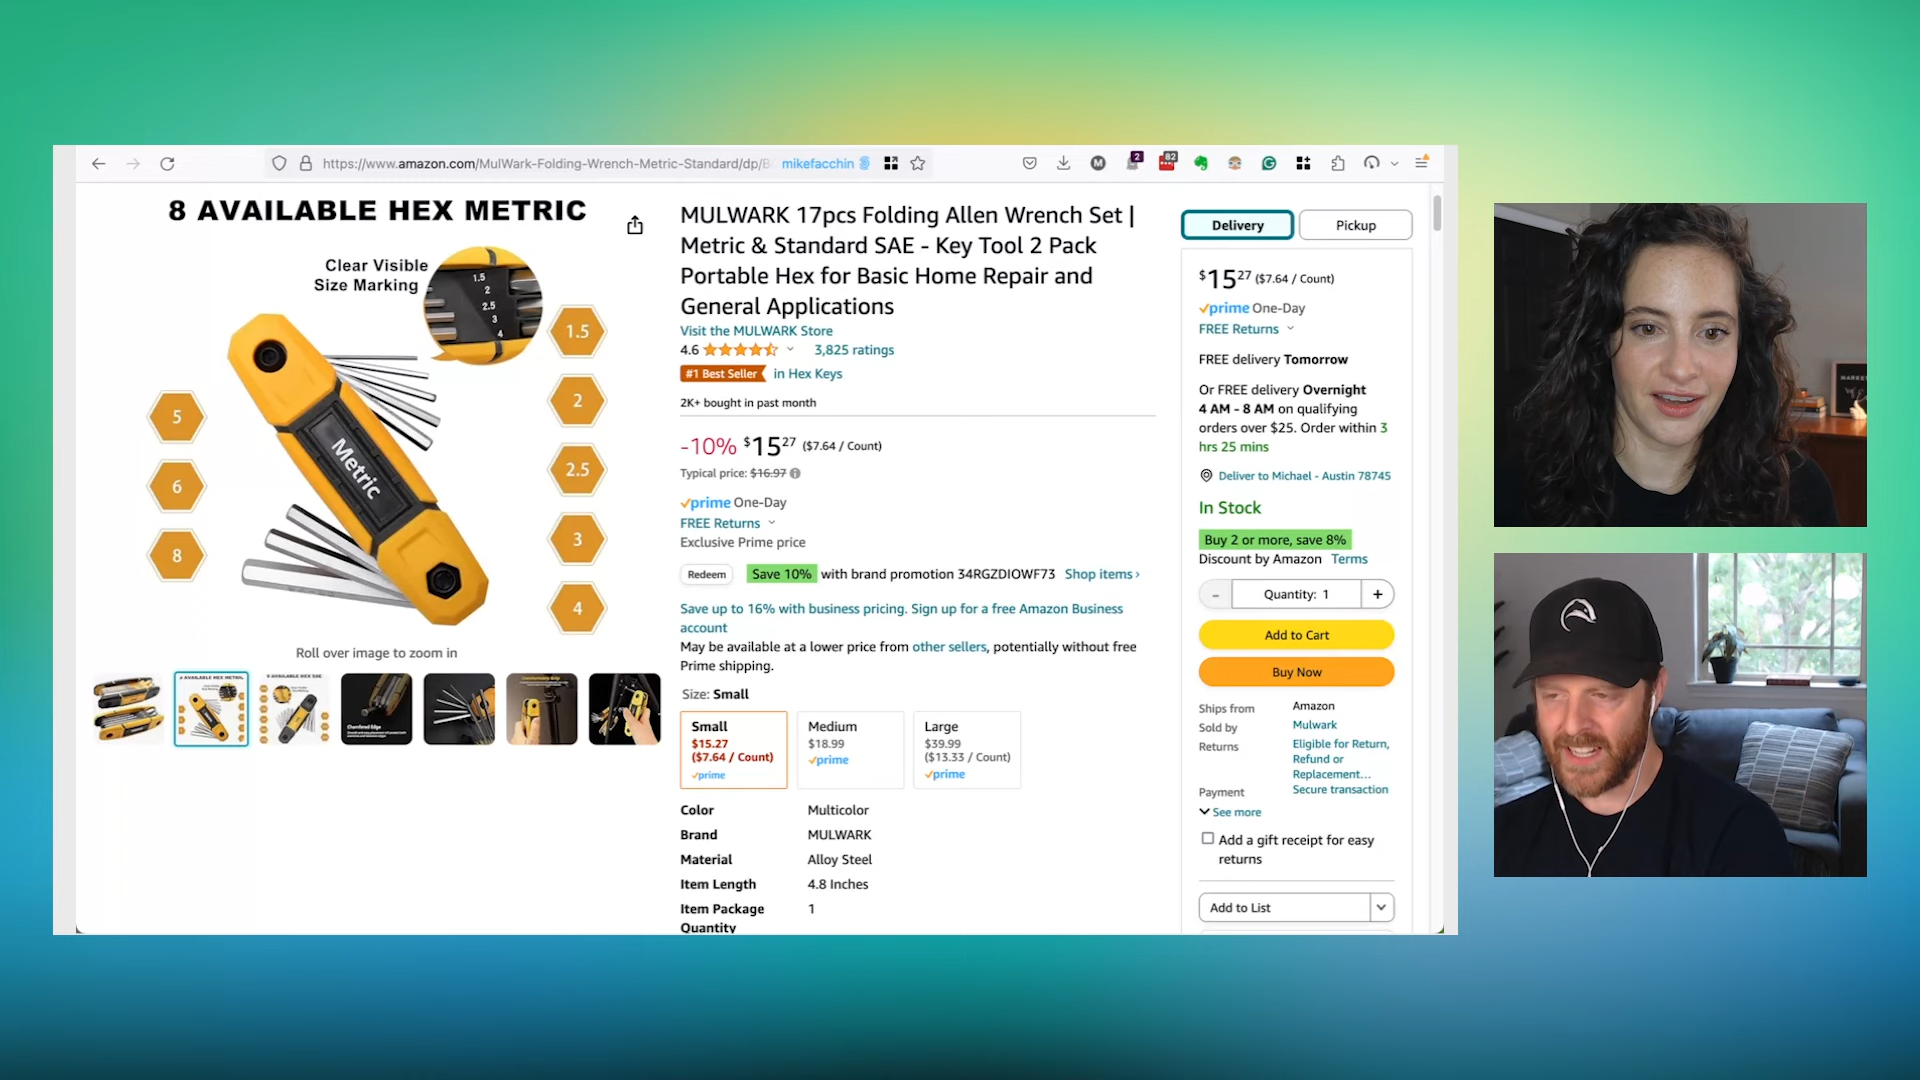 https://www.amazon.com/MulWark-Folding-Wrench-Metric-Standard/dp/B
mikefacchin
2
82
8 AVAILABLE HEX METRIC
Clear Visible
Size Marking
1.5
2
2.5
3
4
1.5
5
2
6
2.5
8
3
4
Metric
Roll over image to zoom in
MULWARK 17pcs Folding Allen Wrench Set |
Metric & Standard SAE - Key Tool 2 Pack
Portable Hex for Basic Home Repair and
General Applications
Visit the MULWARK Store
4.6 3,825 ratings
#1 Best Seller in Hex Keys
2K+ bought in past month
-10% $15 27 ($7.64 / Count)
Typical price: $16.97
prime One-Day
FREE Returns
Exclusive Prime price
Redeem Save 10% with brand promotion 34RGZDIOWF73 Shop items
Save up to 16% with business pricing. Sign up for a free Amazon Business
account
May be available at a lower price from other sellers, potentially without free
Prime shipping.
Size: Small
Small
$15.27
($7.64 / Count)
prime
Medium
$18.99
prime
Large
$39.99
($13.33 / Count)
prime
Color Multicolor
Brand MULWARK
Material Alloy Steel
Item Length 4.8 Inches
Item Package 1
Quantity
Delivery
Pickup
$15 27 ($7.64 / Count)
prime One-Day
FREE Returns
FREE delivery Tomorrow
Or FREE delivery Overnight
4 AM - 8 AM on qualifying
orders over $25. Order within 3
hrs 25 mins
Deliver to Michael - Austin 78745
In Stock
Buy 2 or more, save 8%
Discount by Amazon Terms
- Quantity: 1 +
Add to Cart
Buy Now
Ships from Amazon
Sold by Mulwark
Returns Eligible for Return,
Refund or
Replacement...
Payment Secure transaction
See more
Add a gift receipt for easy
returns
Add to List